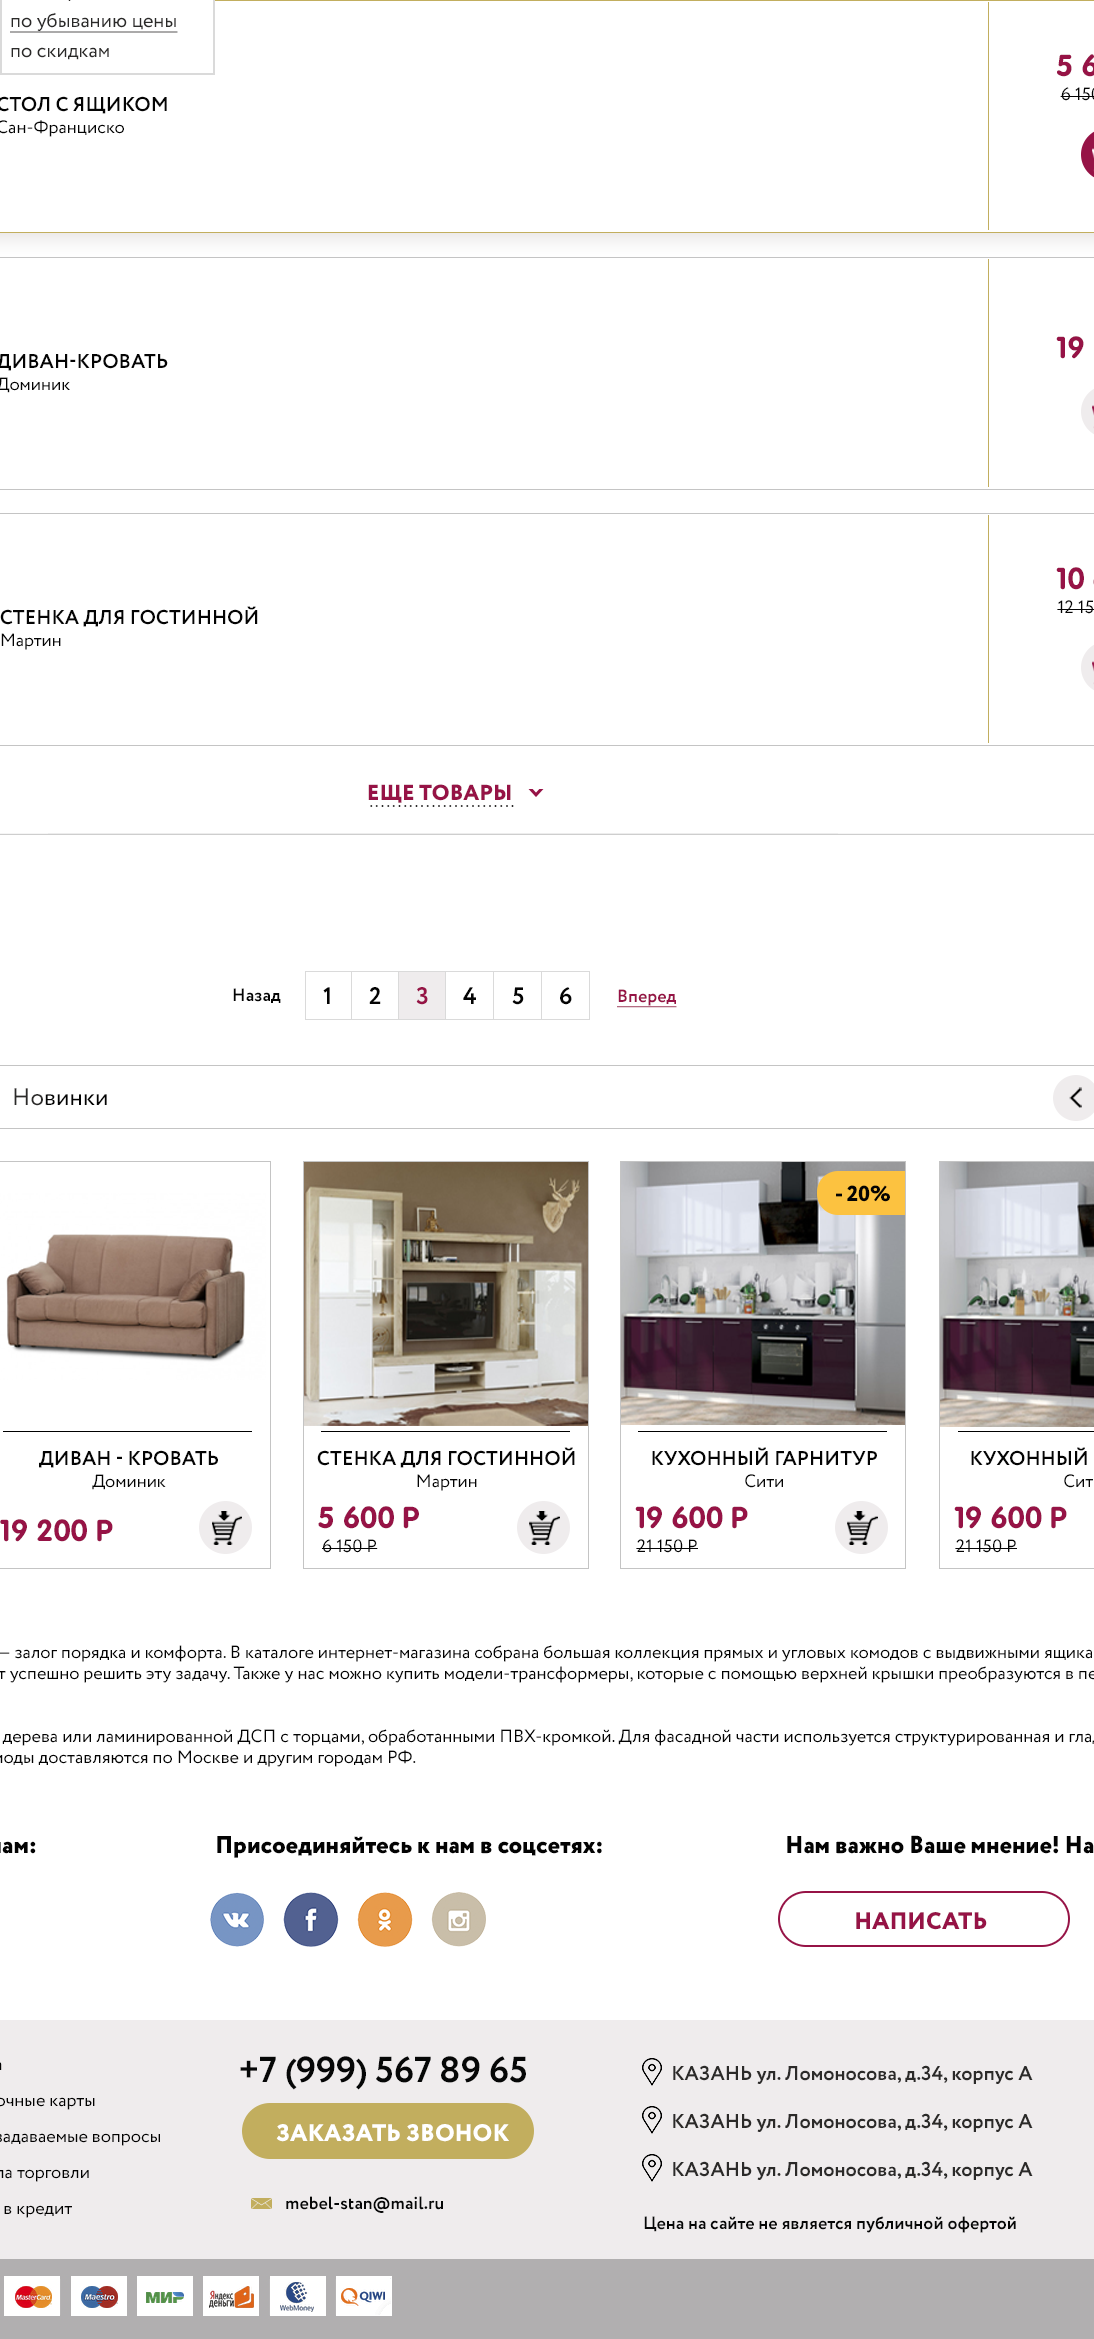 по убыванию цены
по скидкам
СТОЛ С ЯЩИКОМ
Сан-Франциско
5 6
6 150
ДИВАН-КРОВАТЬ
Доминик
19
СТЕНКА ДЛЯ ГОСТИННОЙ
Мартин
10
12 15
ЕЩЕ ТОВАРЫ
Назад 1 2 3 4 5 6 Вперед
Новинки
- 20%
ДИВАН - КРОВАТЬ
Доминик
19 200 Р
СТЕНКА ДЛЯ ГОСТИННОЙ
Мартин
5 600 Р
6 150 Р
КУХОННЫЙ ГАРНИТУР
Сити
19 600 Р
21 150 Р
КУХОННЫЙ
Сит
19 600 Р
21 150 Р
— залог порядка и комфорта. В каталоге интернет-магазина собрана большая коллекция прямых и угловых комодов с выдвижными ящика
т успешно решить эту задачу. Также у нас можно купить модели-трансформеры, которые с помощью верхней крышки преобразуются в пе
дерева или ламинированной ДСП с торцами, обработанными ПВХ-кромкой. Для фасадной части используется структурированная и гла
моды доставляются по Москве и другим городам РФ.
ам:
Присоединяйтесь к нам в соцсетях:
Нам важно Ваше мнение! На
НАПИСАТЬ
очные карты
задаваемые вопросы
ла торговли
в кредит
+7 (999) 567 89 65
ЗАКАЗАТЬ ЗВОНОК
mebel-stan@mail.ru
КАЗАНЬ ул. Ломоносова, д.34, корпус А
КАЗАНЬ ул. Ломоносова, д.34, корпус А
КАЗАНЬ ул. Ломоносова, д.34, корпус А
Цена на сайте не является публичной офертой
MasterCard Maestro МИР Яндекс деньги WebMoney QIWI